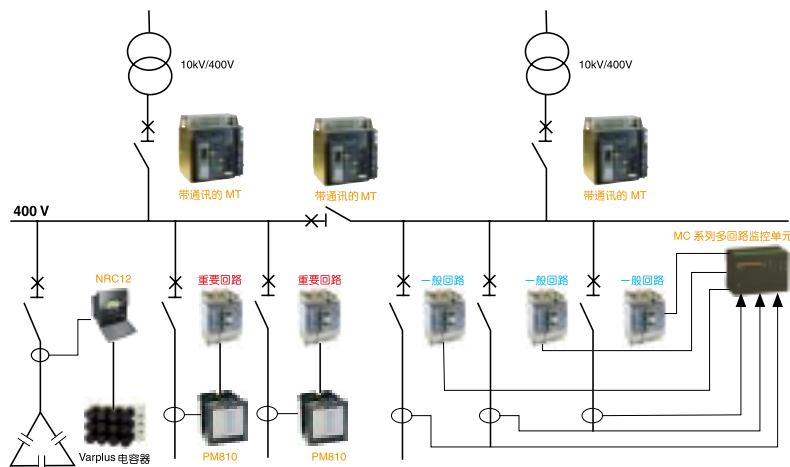 10kV/400V
10kV/400V
带通讯的 MT
带通讯的 MT
带通讯的 MT
400 V
MC 系列多回路监控单元
NRC12
重要回路
重要回路
一般回路
一般回路
一般回路
Varplus 电容器
PM810
PM810